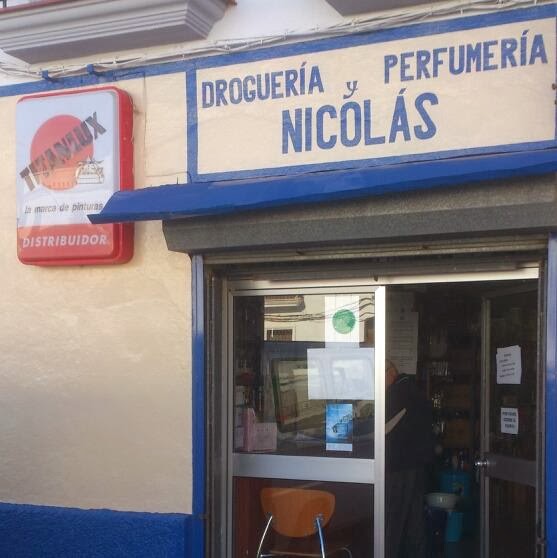 DROGUERÍA y PERFUMERÍA
NICOLÁS
TITANLUX
la marca de pinturas
DISTRIBUIDOR